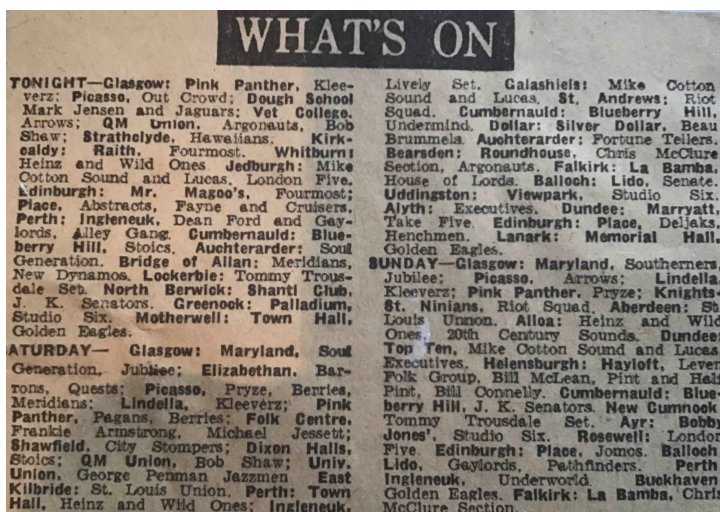 WHAT'S ON
TONIGHT—Glasgow: Pink Panther, Klee-
verz; Picasso, Out Crowd; Dough School
Mark Jensen and Jaguars; Vet College,
Arrows; QM Union, Argonauts, Bob
Shaw; Strathclyde, Hawaiians. Kirk-
caldy: Raith, Fourmost. Whitburn:
Heinz and Wild Ones Jedburgh: Mike
Cotton Sound and Lucas, London Five.
Edinburgh: Mr. Magoo's, Fourmost;
Place, Abstracts, Fayne and Cruisers.
Perth: Ingleneuk, Dean Ford and Gay-
lords, Alley Gang. Cumbernauld: Blue-
berry Hill, Stoics. Auchterarder: Soul
Generation. Bridge of Allan: Meridians,
New Dynamos. Lockerbie: Tommy Trous-
dale Set. North Berwick: Shanti Club,
J. K. Senators. Greenock: Palladium,
Studio Six. Motherwell: Town Hall,
Golden Eagles.
ATURDAY— Glasgow: Maryland, Soul
Generation, Jubilee; Elizabethan, Bar-
rons, Quests; Picasso, Pryze, Berries,
Meridians; Lindella, Kleeverz; Pink
Panther, Pagans, Berries; Folk Centre,
Frankie Armstrong, Michael Jessett;
Shawfield, City Stompers; Dixon Halls,
Stoics; QM Union, Bob Shaw; Univ.
Union, George Penman Jazzmen East
Kilbride: St. Louis Union. Perth: Town
Hall, Heinz and Wild Ones; Ingleneuk,
Lively Set. Galashiels: Mike Cotton
Sound and Lucas. St. Andrews: Riot
Squad. Cumbernauld: Blueberry Hill,
Undermind. Dollar: Silver Dollar, Beau
Brummels. Auchterarder: Fortune Tellers.
Bearsden: Roundhouse, Chris McClure
Section, Argonauts. Falkirk: La Bamba,
House of Lords. Balloch: Lido, Senate.
Uddingston: Viewpark, Studio Six.
Alyth: Executives. Dundee: Marryatt,
Take Five. Edinburgh: Place, Deljaks,
Henchmen. Lanark: Memorial Hall,
Golden Eagles.
SUNDAY—Glasgow: Maryland, Southerners,
Jubilee; Picasso, Arrows; Lindella,
Kleeverz; Pink Panther, Pryze; Knights-
St. Ninians, Riot Squad. Aberdeen: St
Louis Unnon. Alloa: Heinz and Wild
Ones, 20th Century Sounds. Dundee:
Top Ten, Mike Cotton Sound and Lucas
Executives. Helensburgh: Hayloft, Lever
Folk Group, Bill McLean, Pint and Half
Pint, Bill Connelly. Cumbernauld: Blue-
berry Hill, J. K. Senators. New Cumnock
Tommy Trousdale Set. Ayr: Bobby
Jones', Studio Six. Rosewell: London
Five. Edinburgh: Place, Jomos. Balloch
Lido, Gaylords, Pathfinders. Perth
Ingleneuk, Underworld. Buckhaven
Golden Eagles. Falkirk: La Bamba, Chris
McClure Section.